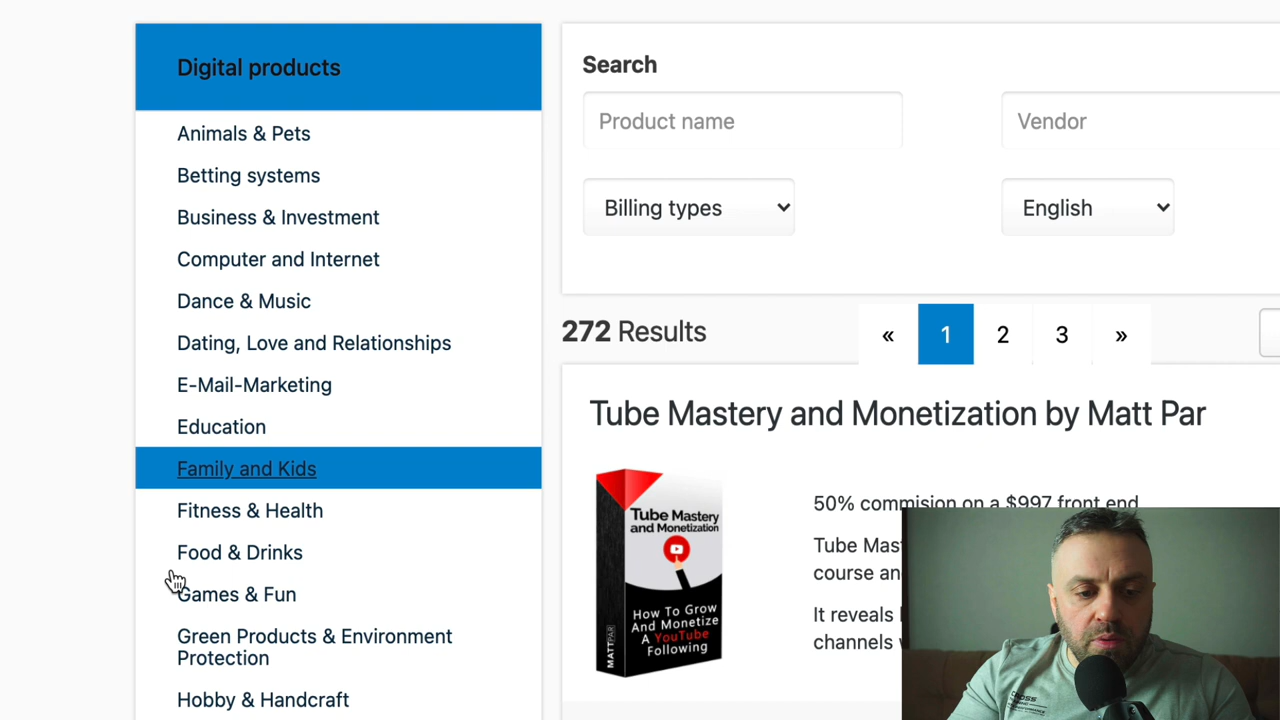 Digital products
Animals & Pets
Betting systems
Business & Investment
Computer and Internet
Dance & Music
Dating, Love and Relationships
E-Mail-Marketing
Education
Family and Kids
Fitness & Health
Food & Drinks
Games & Fun
Green Products & Environment
Protection
Hobby & Handcraft
Search
Product name
Vendor
Billing types
English
272 Results
« 1 2 3 »
Tube Mastery and Monetization by Matt Par
Tube Mastery
and Monetization
How To Grow
And Monetize
A YouTube
Following
MATTPAR
50% commision on a $997 front end
Tube
course
It reveals
channels